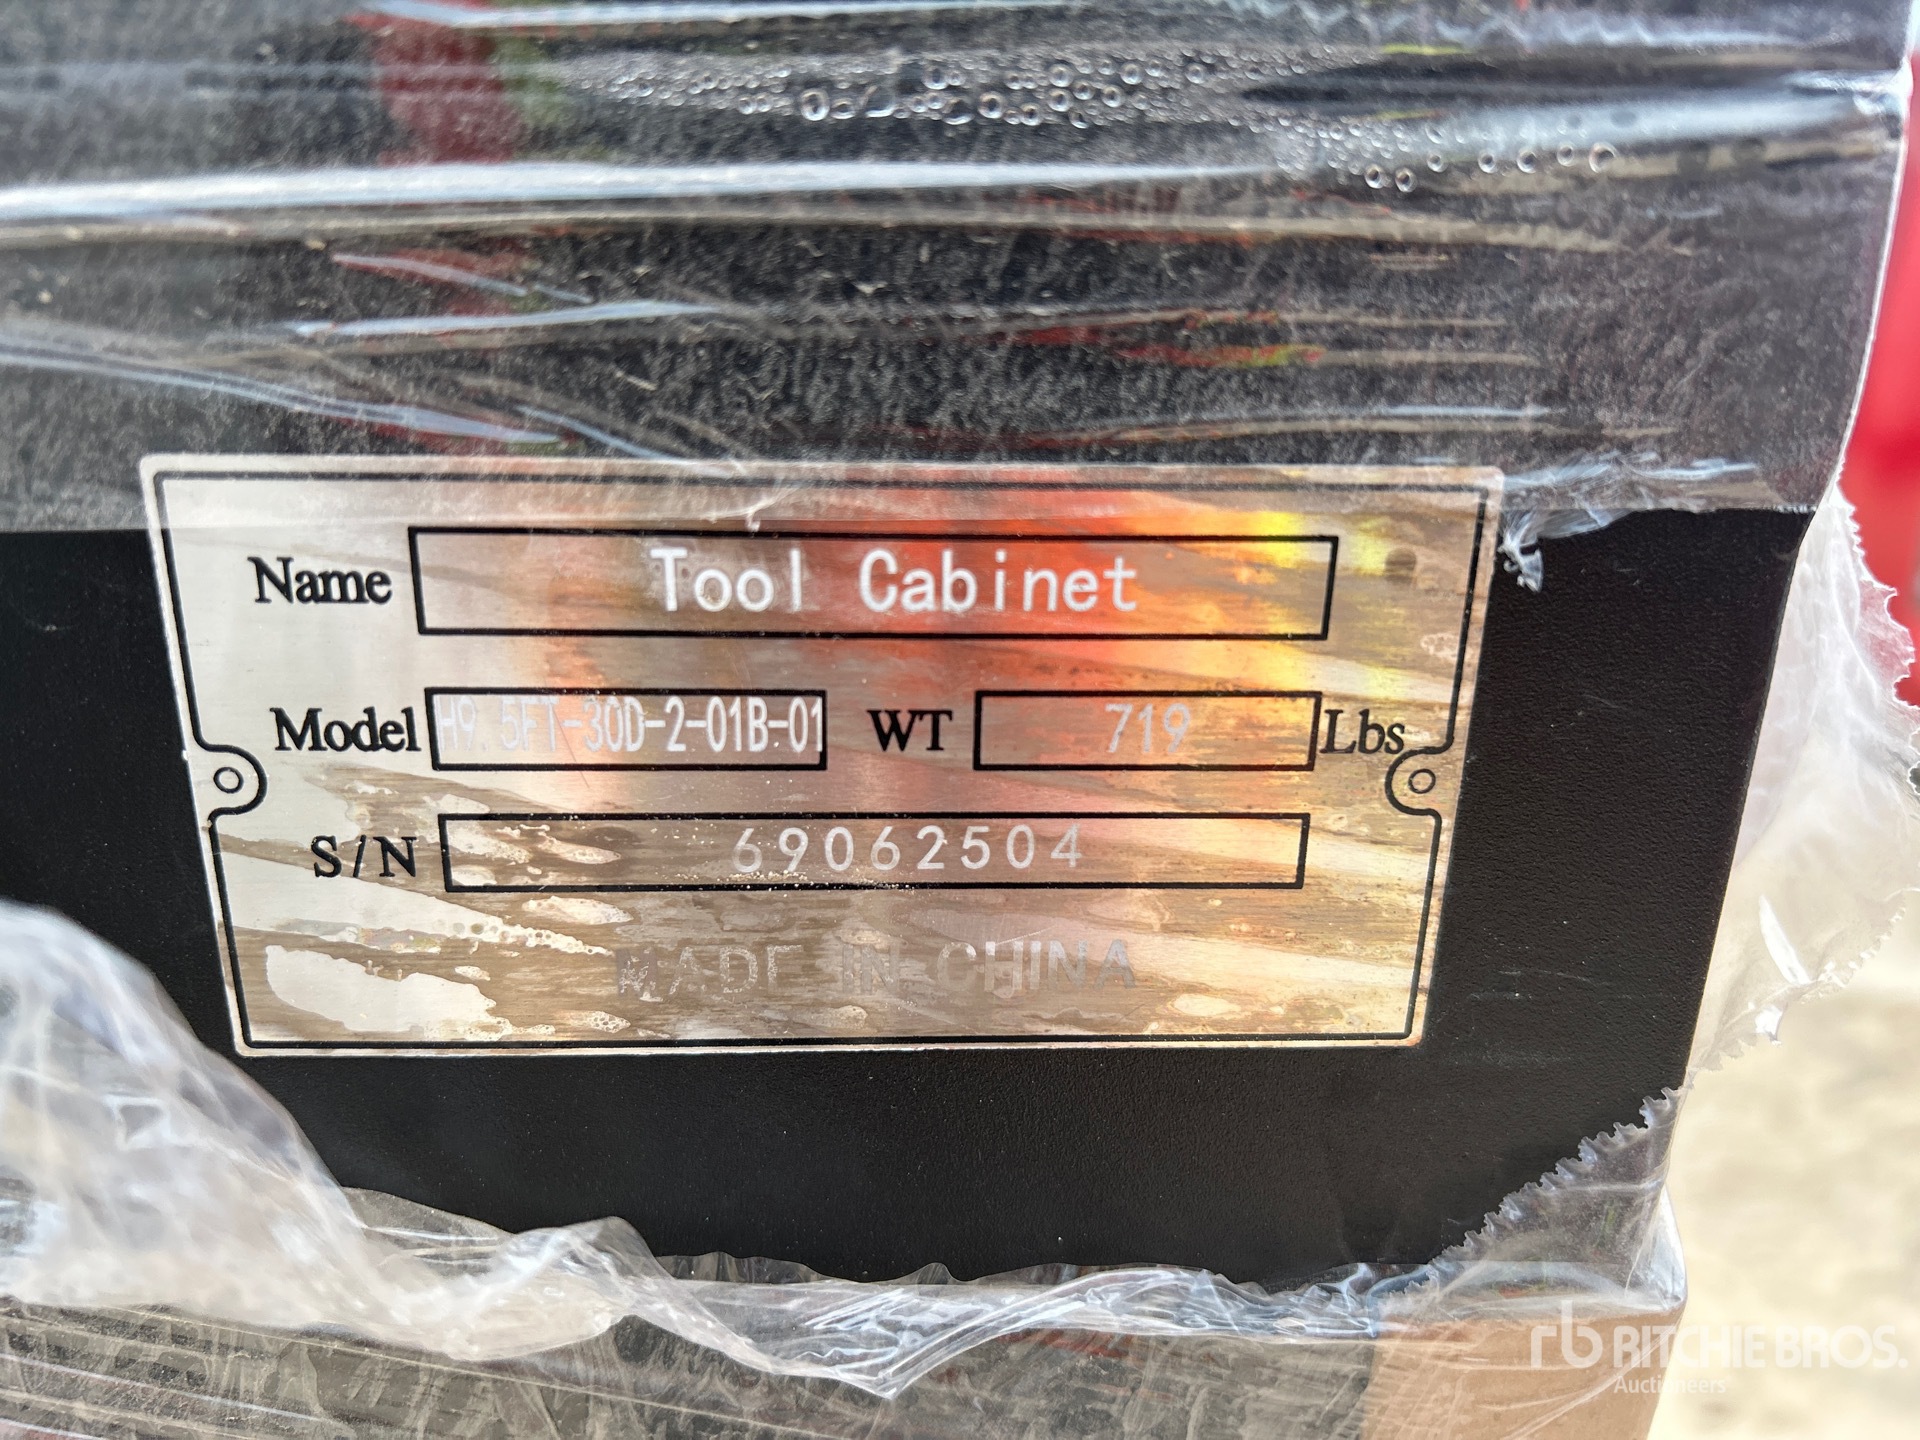 Name Tool Cabinet
Model H9.5FT-30D-2-01B-01 WT 719 Lbs
S/N 69062504
MADE IN CHINA
rb RITCHIE BROS.
Auctioneers